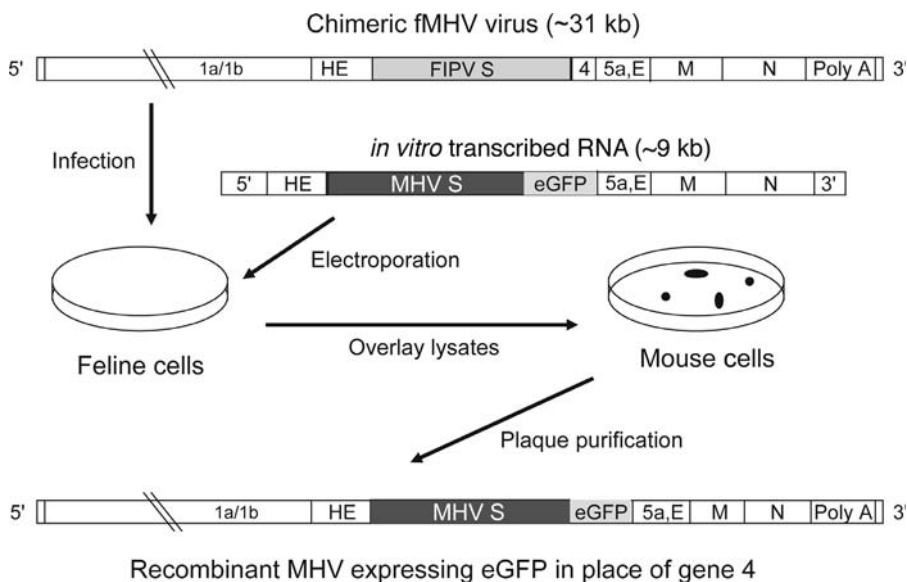 Chimeric fMHV virus (~31 kb)
5' 1a/1b HE FIPV S 4 5a,E M N Poly A 3'
Infection
in vitro transcribed RNA (~9 kb)
5' HE MHV S eGFP 5a,E M N 3'
Electroporation
Feline cells
Overlay lysates
Mouse cells
Plaque purification
5' 1a/1b HE MHV S eGFP 5a,E M N Poly A 3'
Recombinant MHV expressing eGFP in place of gene 4